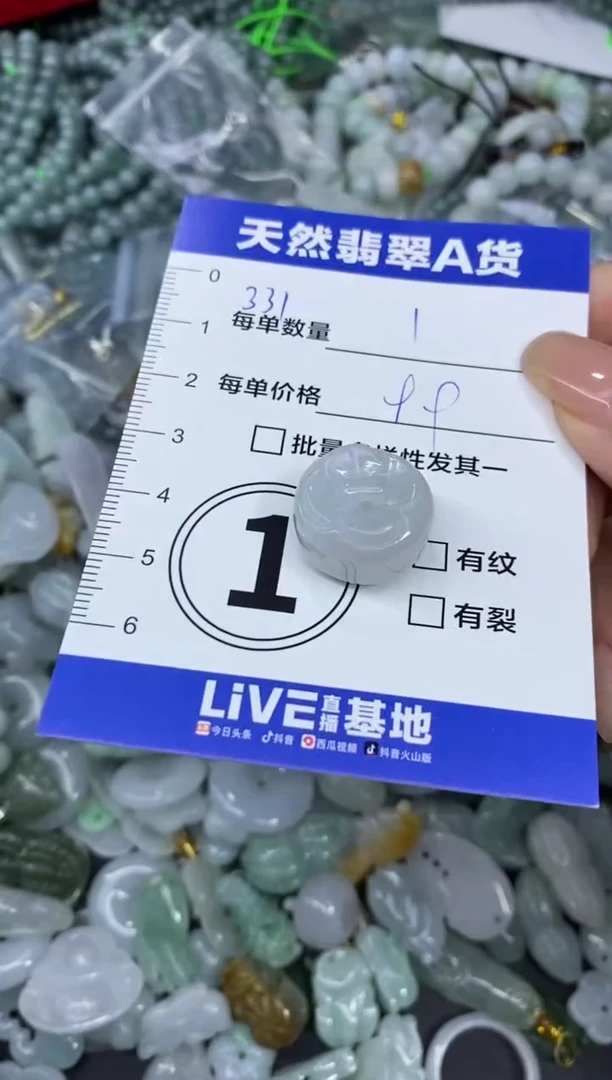 天然翡翠A货
0
331
每单数量 1
1
每单价格 99
2
批量
性发其一
3
4
5
1
有纹
有裂
6
LiVE直播基地
今日头条 抖音 西瓜视频 抖音火山版